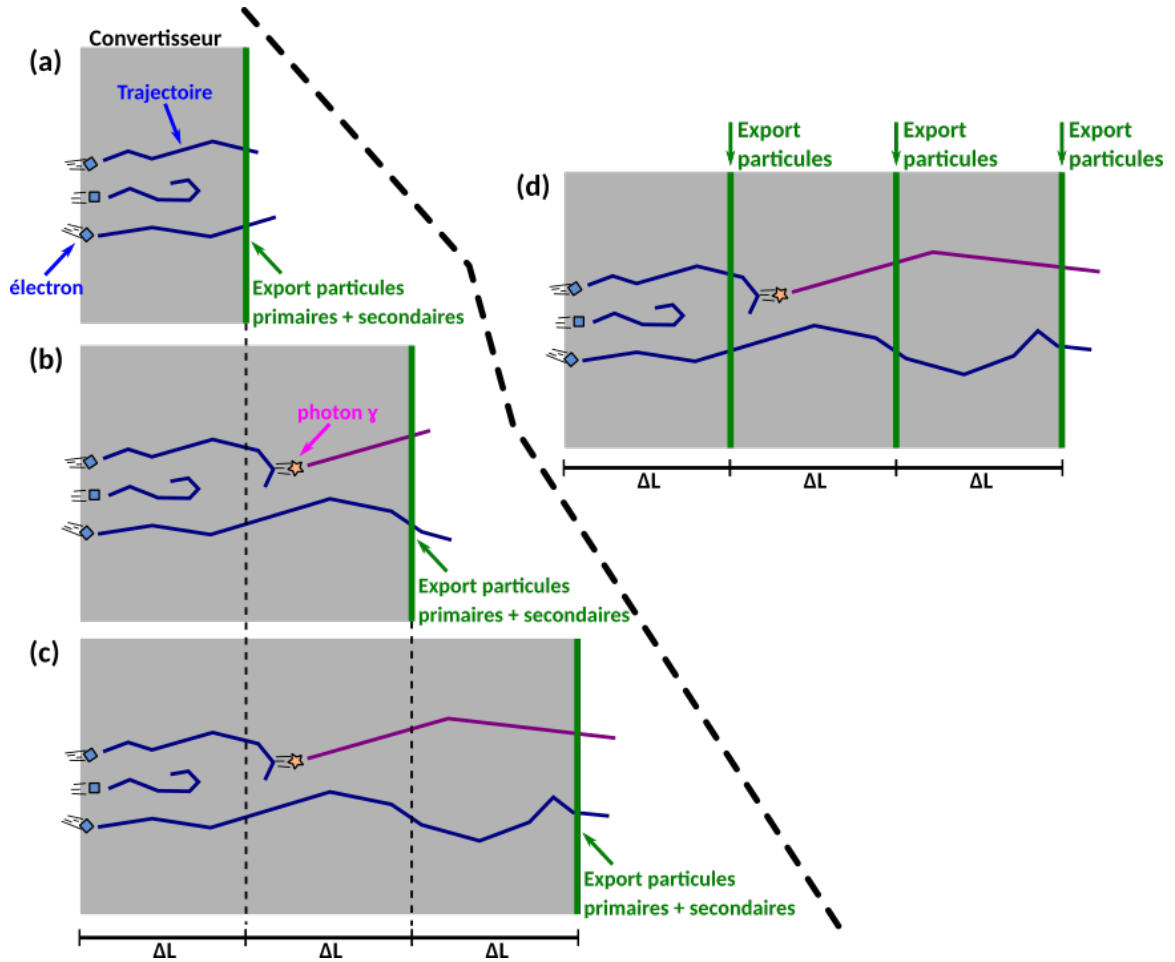 Convertisseur
(a)
Trajectoire
électron
Export particules
primaires + secondaires
(b)
photon ɣ
Export particules
primaires + secondaires
(c)
Export particules
primaires + secondaires
ΔL
ΔL
ΔL
(d)
Export
particules
Export
particules
Export
particules
ΔL
ΔL
ΔL